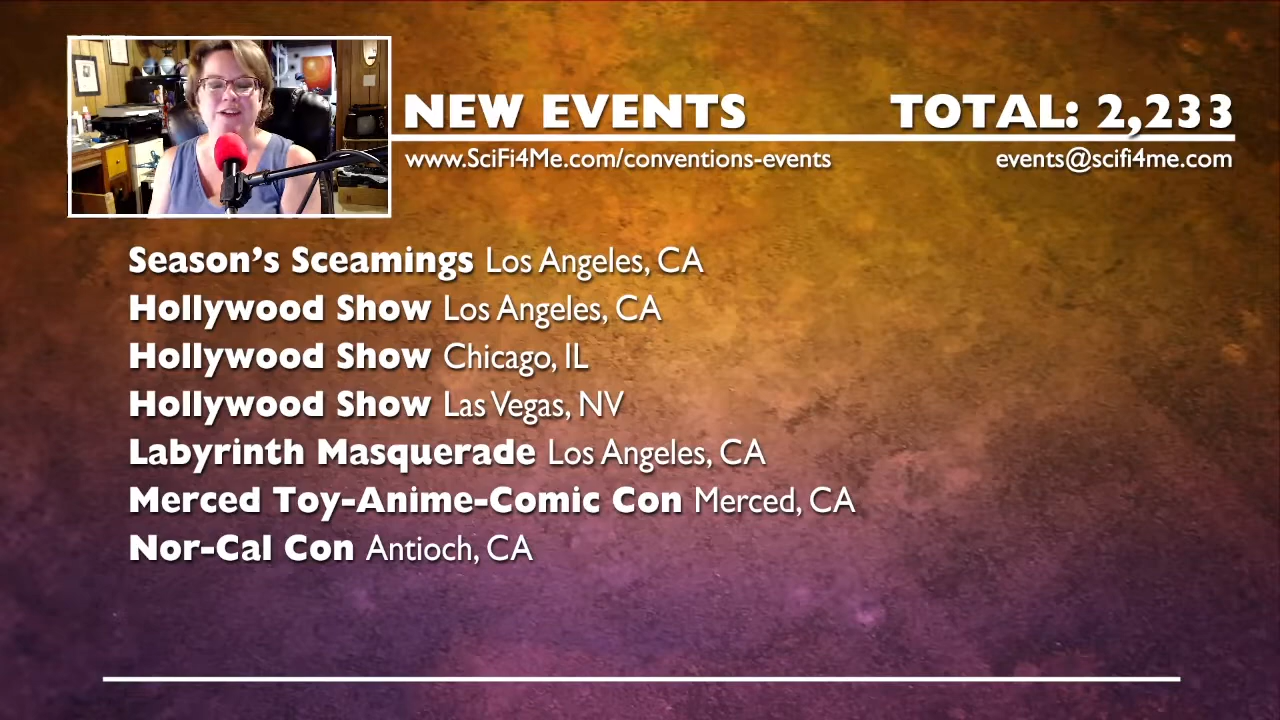 NEW EVENTS
TOTAL: 2,233
www.SciFi4Me.com/conventions-events
events@scifi4me.com
Season's Sceamings Los Angeles, CA
Hollywood Show Los Angeles, CA
Hollywood Show Chicago, IL
Hollywood Show Las Vegas, NV
Labyrinth Masquerade Los Angeles, CA
Merced Toy-Anime-Comic Con Merced, CA
Nor-Cal Con Antioch, CA